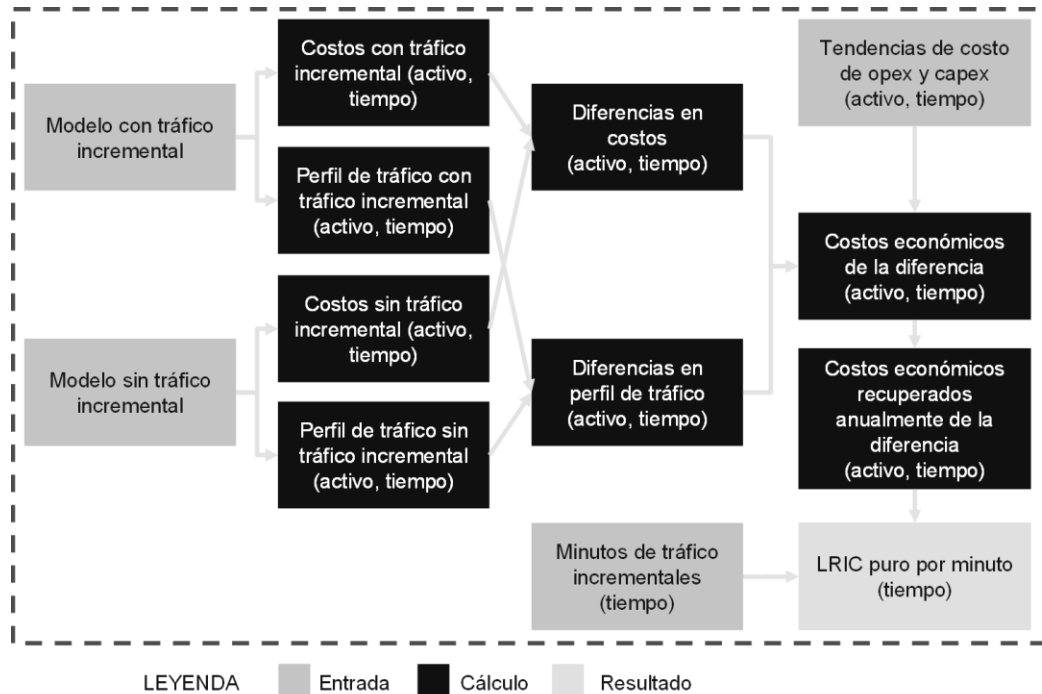 Modelo con tráfico
incremental
Modelo sin tráfico
incremental
Costos con tráfico
incremental (activo,
tiempo)
Perfil de tráfico con
tráfico incremental
(activo, tiempo)
Costos sin tráfico
incremental (activo,
tiempo)
Perfil de tráfico sin
tráfico incremental
(activo, tiempo)
Diferencias en
costos
(activo, tiempo)
Diferencias en
perfil de tráfico
(activo, tiempo)
Minutos de tráfico
incrementales
(tiempo)
Tendencias de costo
de opex y capex
(activo, tiempo)
Costos económicos
de la diferencia
(activo, tiempo)
Costos económicos
recuperados
anualmente de la
diferencia
(activo, tiempo)
LRIC puro por minuto
(tiempo)
LEYENDA Entrada Cálculo Resultado